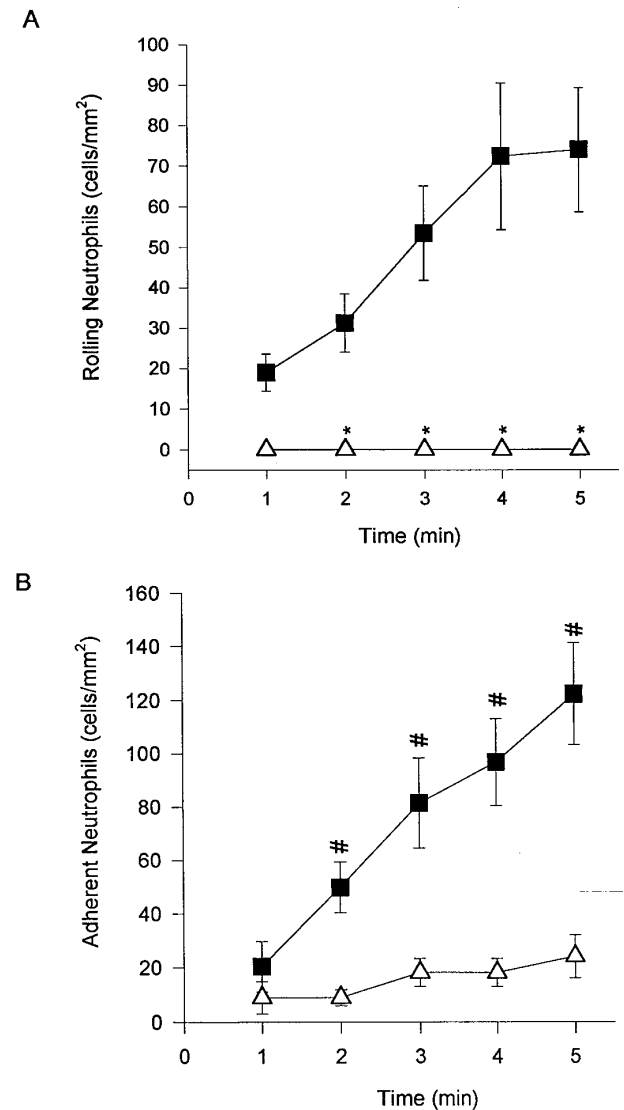 A
100
90
80
70
60
50
40
30
20
10
0
Rolling Neutrophils (cells/mm²)
* * * *
0 1 2 3 4 5
Time (min)
B
160
140
120
100
80
60
40
20
0
Adherent Neutrophils (cells/mm²)
# # # #
0 1 2 3 4 5
Time (min)